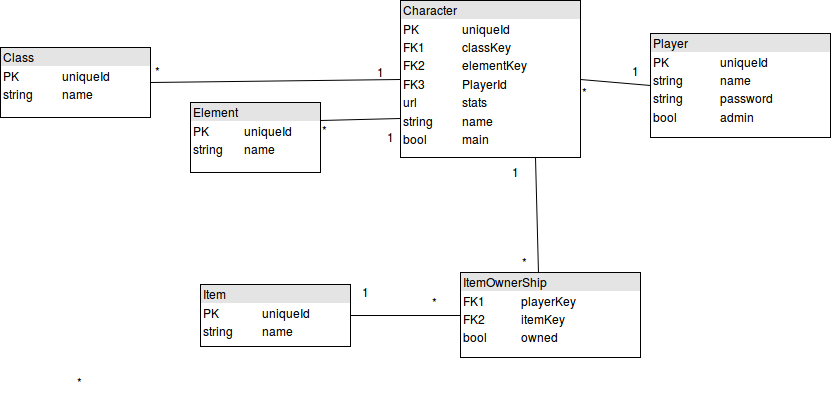 Character
PK uniqueId
FK1 classKey
FK2 elementKey
FK3 PlayerId
url stats
string name
bool main
Class
PK uniqueId
string name
* 1
Player
PK uniqueId
string name
string password
bool admin
1
*
Element
PK uniqueId
string name
*
1
1
*
Item
PK uniqueId
string name
1
*
ItemOwnerShip
FK1 playerKey
FK2 itemKey
bool owned
*